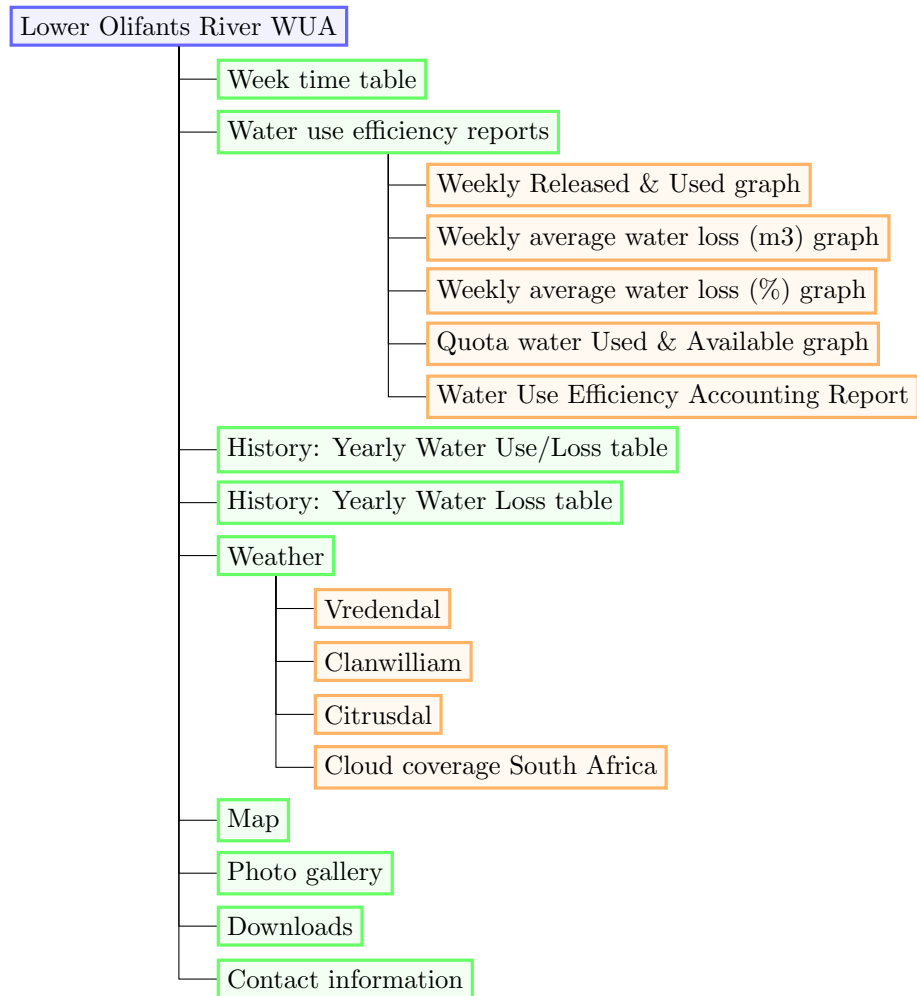 Lower Olifants River WUA
Week time table
Water use efficiency reports
Weekly Released & Used graph
Weekly average water loss (m3) graph
Weekly average water loss (%) graph
Quota water Used & Available graph
Water Use Efficiency Accounting Report
History: Yearly Water Use/Loss table
History: Yearly Water Loss table
Weather
Vredendal
Clanwilliam
Citrusdal
Cloud coverage South Africa
Map
Photo gallery
Downloads
Contact information